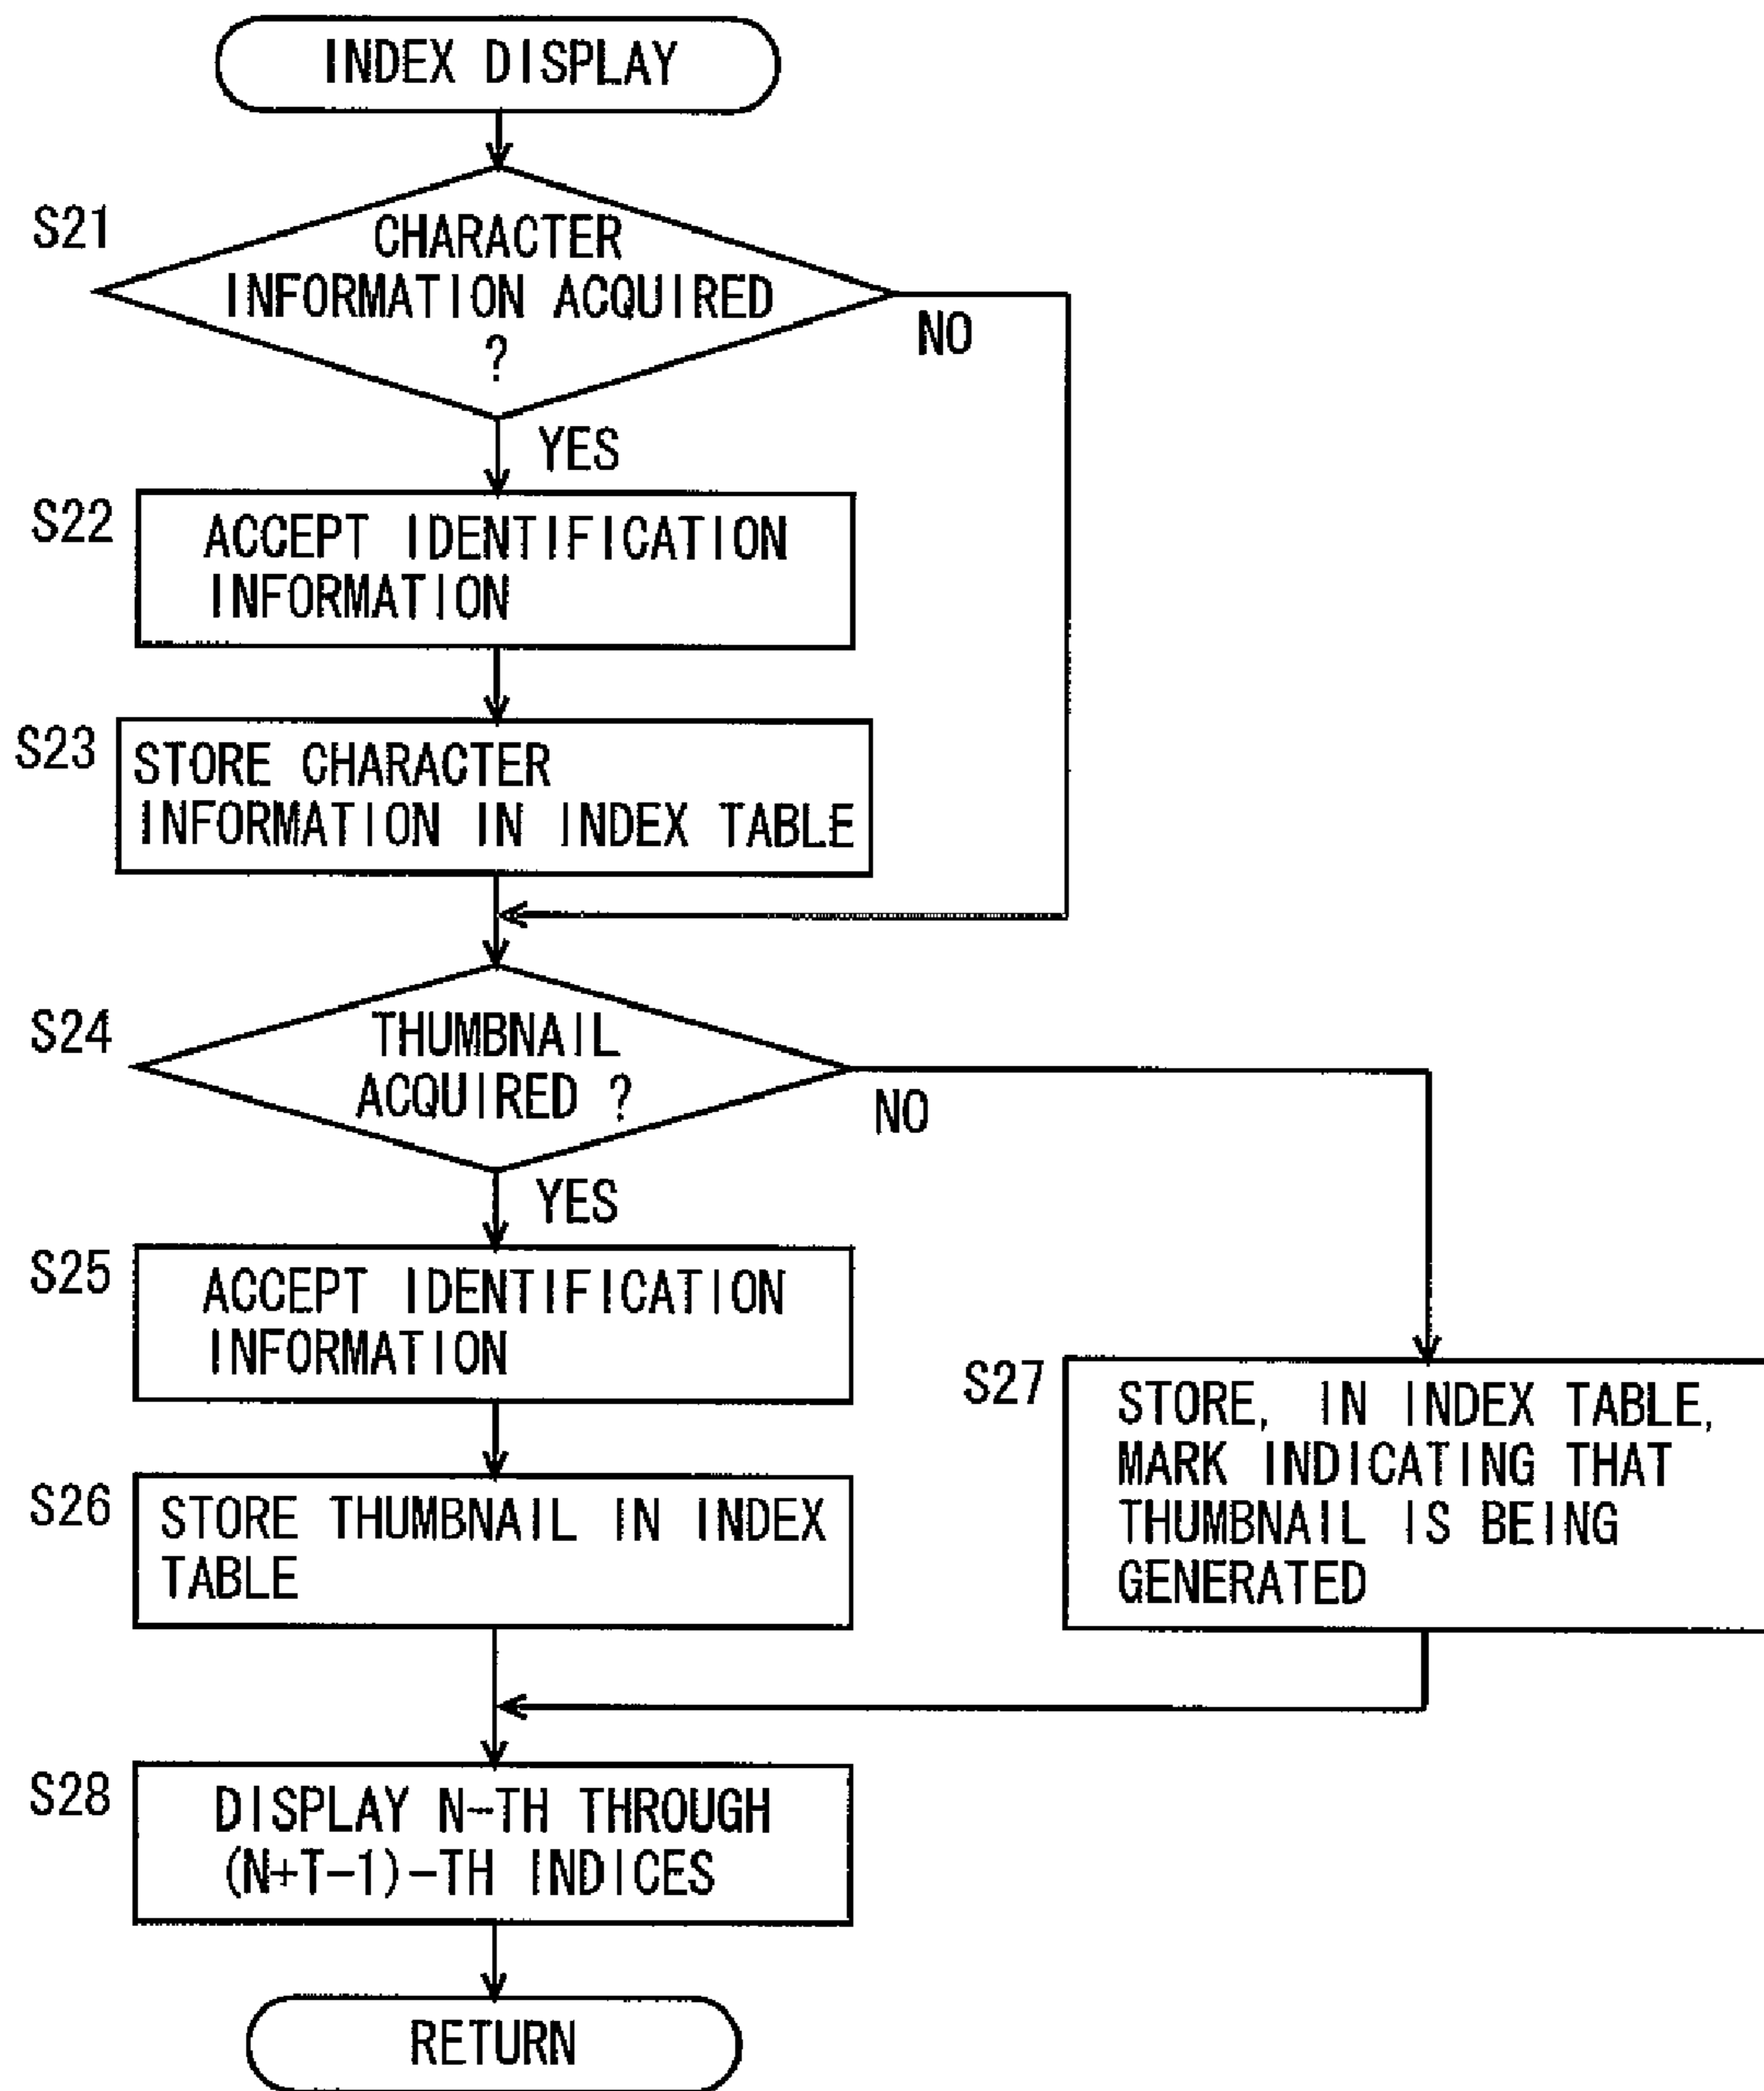 INDEX DISPLAY
S21
CHARACTER
INFORMATION ACQUIRED
?
NO
YES
S22
ACCEPT IDENTIFICATION
INFORMATION
S23
STORE CHARACTER
INFORMATION IN INDEX TABLE
S24
THUMBNAIL
ACQUIRED ?
NO
YES
S25
ACCEPT IDENTIFICATION
INFORMATION
S27
STORE, IN INDEX TABLE,
MARK INDICATING THAT
THUMBNAIL IS BEING
GENERATED
S26
STORE THUMBNAIL IN INDEX
TABLE
S28
DISPLAY N-TH THROUGH
(N+T-1)-TH INDICES
RETURN